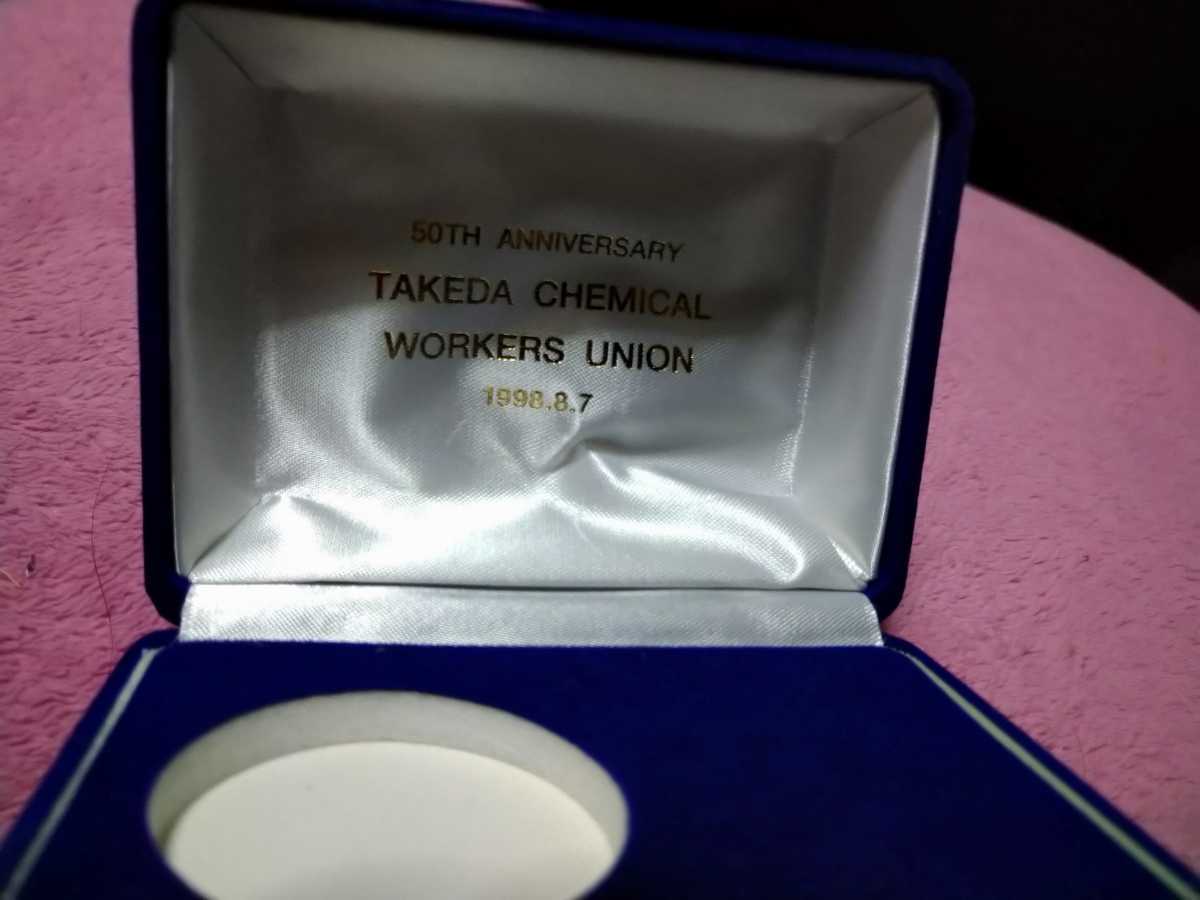 50TH ANNIVERSARY
TAKEDA CHEMICAL
WORKERS UNION
1998.8.7